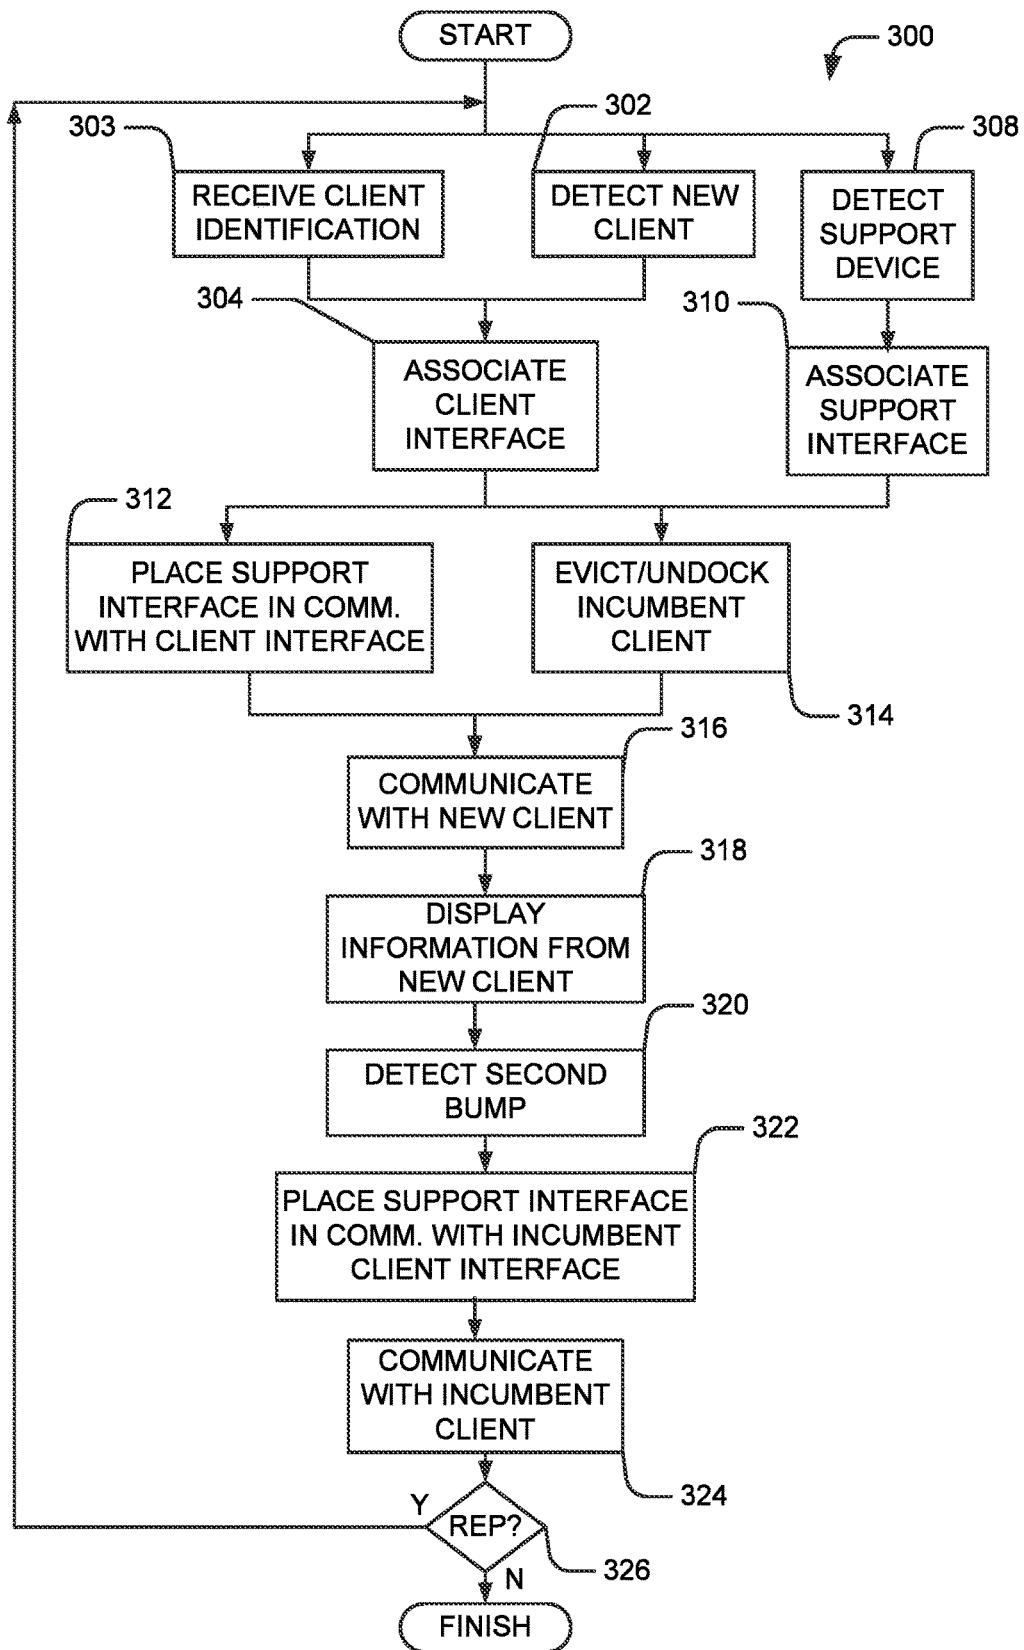 START
300
303
302
308
RECEIVE CLIENT
IDENTIFICATION
DETECT NEW
CLIENT
DETECT
SUPPORT
DEVICE
304
310
ASSOCIATE
CLIENT
INTERFACE
ASSOCIATE
SUPPORT
INTERFACE
312
PLACE SUPPORT
INTERFACE IN COMM.
WITH CLIENT INTERFACE
EVICT/UNDOCK
INCUMBENT
CLIENT
314
316
COMMUNICATE
WITH NEW CLIENT
318
DISPLAY
INFORMATION FROM
NEW CLIENT
320
DETECT SECOND
BUMP
322
PLACE SUPPORT INTERFACE
IN COMM. WITH INCUMBENT
CLIENT INTERFACE
COMMUNICATE
WITH INCUMBENT
CLIENT
324
Y
REP?
326
N
FINISH